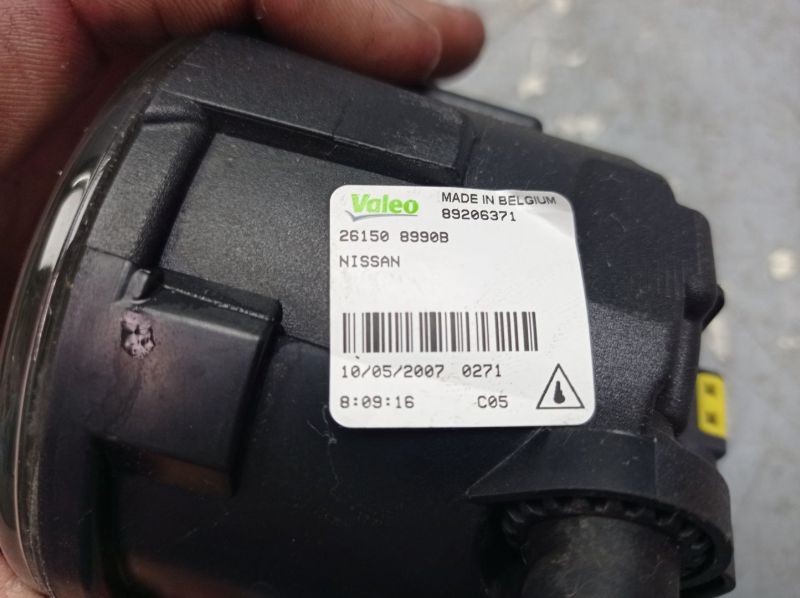 Valeo MADE IN BELGIUM
89206371
26150 8990B
NISSAN
10/05/2007 0271
8:09:16 C05